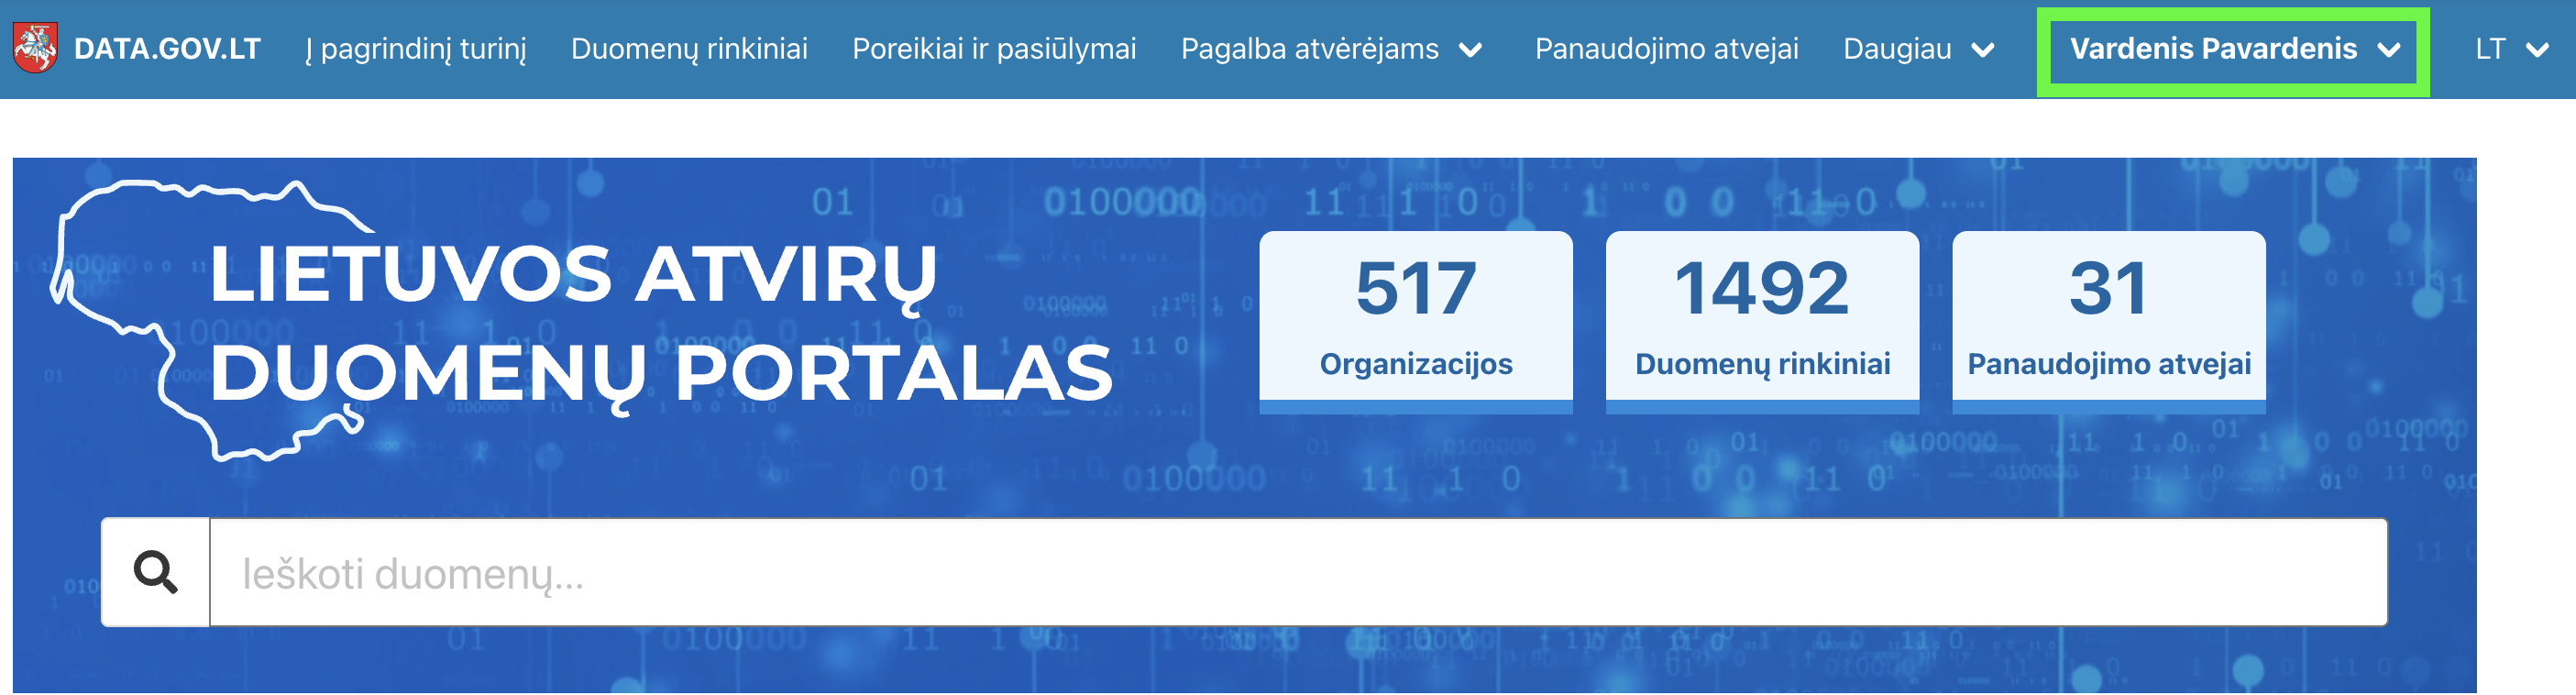 DATA.GOV.LT Į pagrindinį turinį Duomenų rinkiniai Poreikiai ir pasiūlymai Pagalba atvėrėjams Panaudojimo atvejai Daugiau Vardenis Pavardenis LT
LIETUVOS ATVIRŲ
DUOMENŲ PORTALAS
517
Organizacijos
1492
Duomenų rinkiniai
31
Panaudojimo atvejai
Ieškoti duomenų...